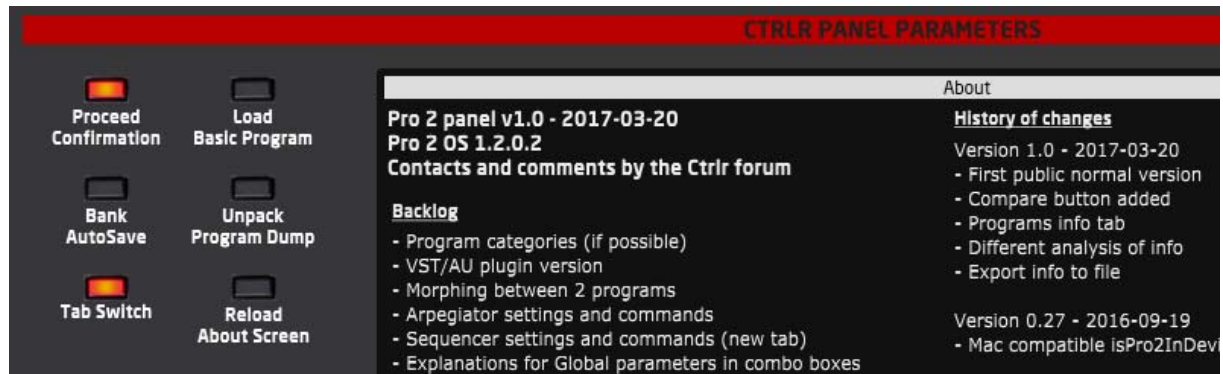 CTRLR PANEL PARAMETERS
Proceed
Confirmation
Load
Basic Program
Bank
AutoSave
Unpack
Program Dump
Tab Switch
Reload
About Screen
About
Pro 2 panel v1.0 - 2017-03-20
Pro 2 OS 1.2.0.2
Contacts and comments by the Ctrlr forum
Backlog
- Program categories (if possible)
- VST/AU plugin version
- Morphing between 2 programs
- Arpegiator settings and commands
- Sequencer settings and commands (new tab)
- Explanations for Global parameters in combo boxes
History of changes
Version 1.0 - 2017-03-20
- First public normal version
- Compare button added
- Programs info tab
- Different analysis of info
- Export info to file
Version 0.27 - 2016-09-19
- Mac compatible isPro2InDevi